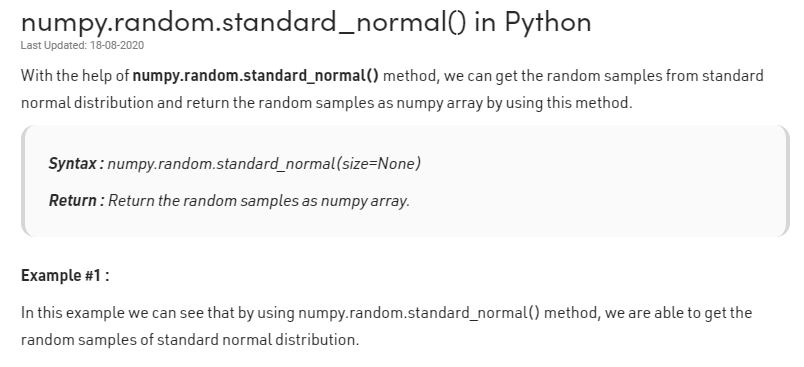 numpy.random.standard_normal() in Python
Last Updated: 18-08-2020
With the help of numpy.random.standard_normal() method, we can get the random samples from standard
normal distribution and return the random samples as numpy array by using this method.
Syntax : numpy.random.standard_normal(size=None)
Return : Return the random samples as numpy array.
Example #1 :
In this example we can see that by using numpy.random.standard_normal() method, we are able to get the
random samples of standard normal distribution.